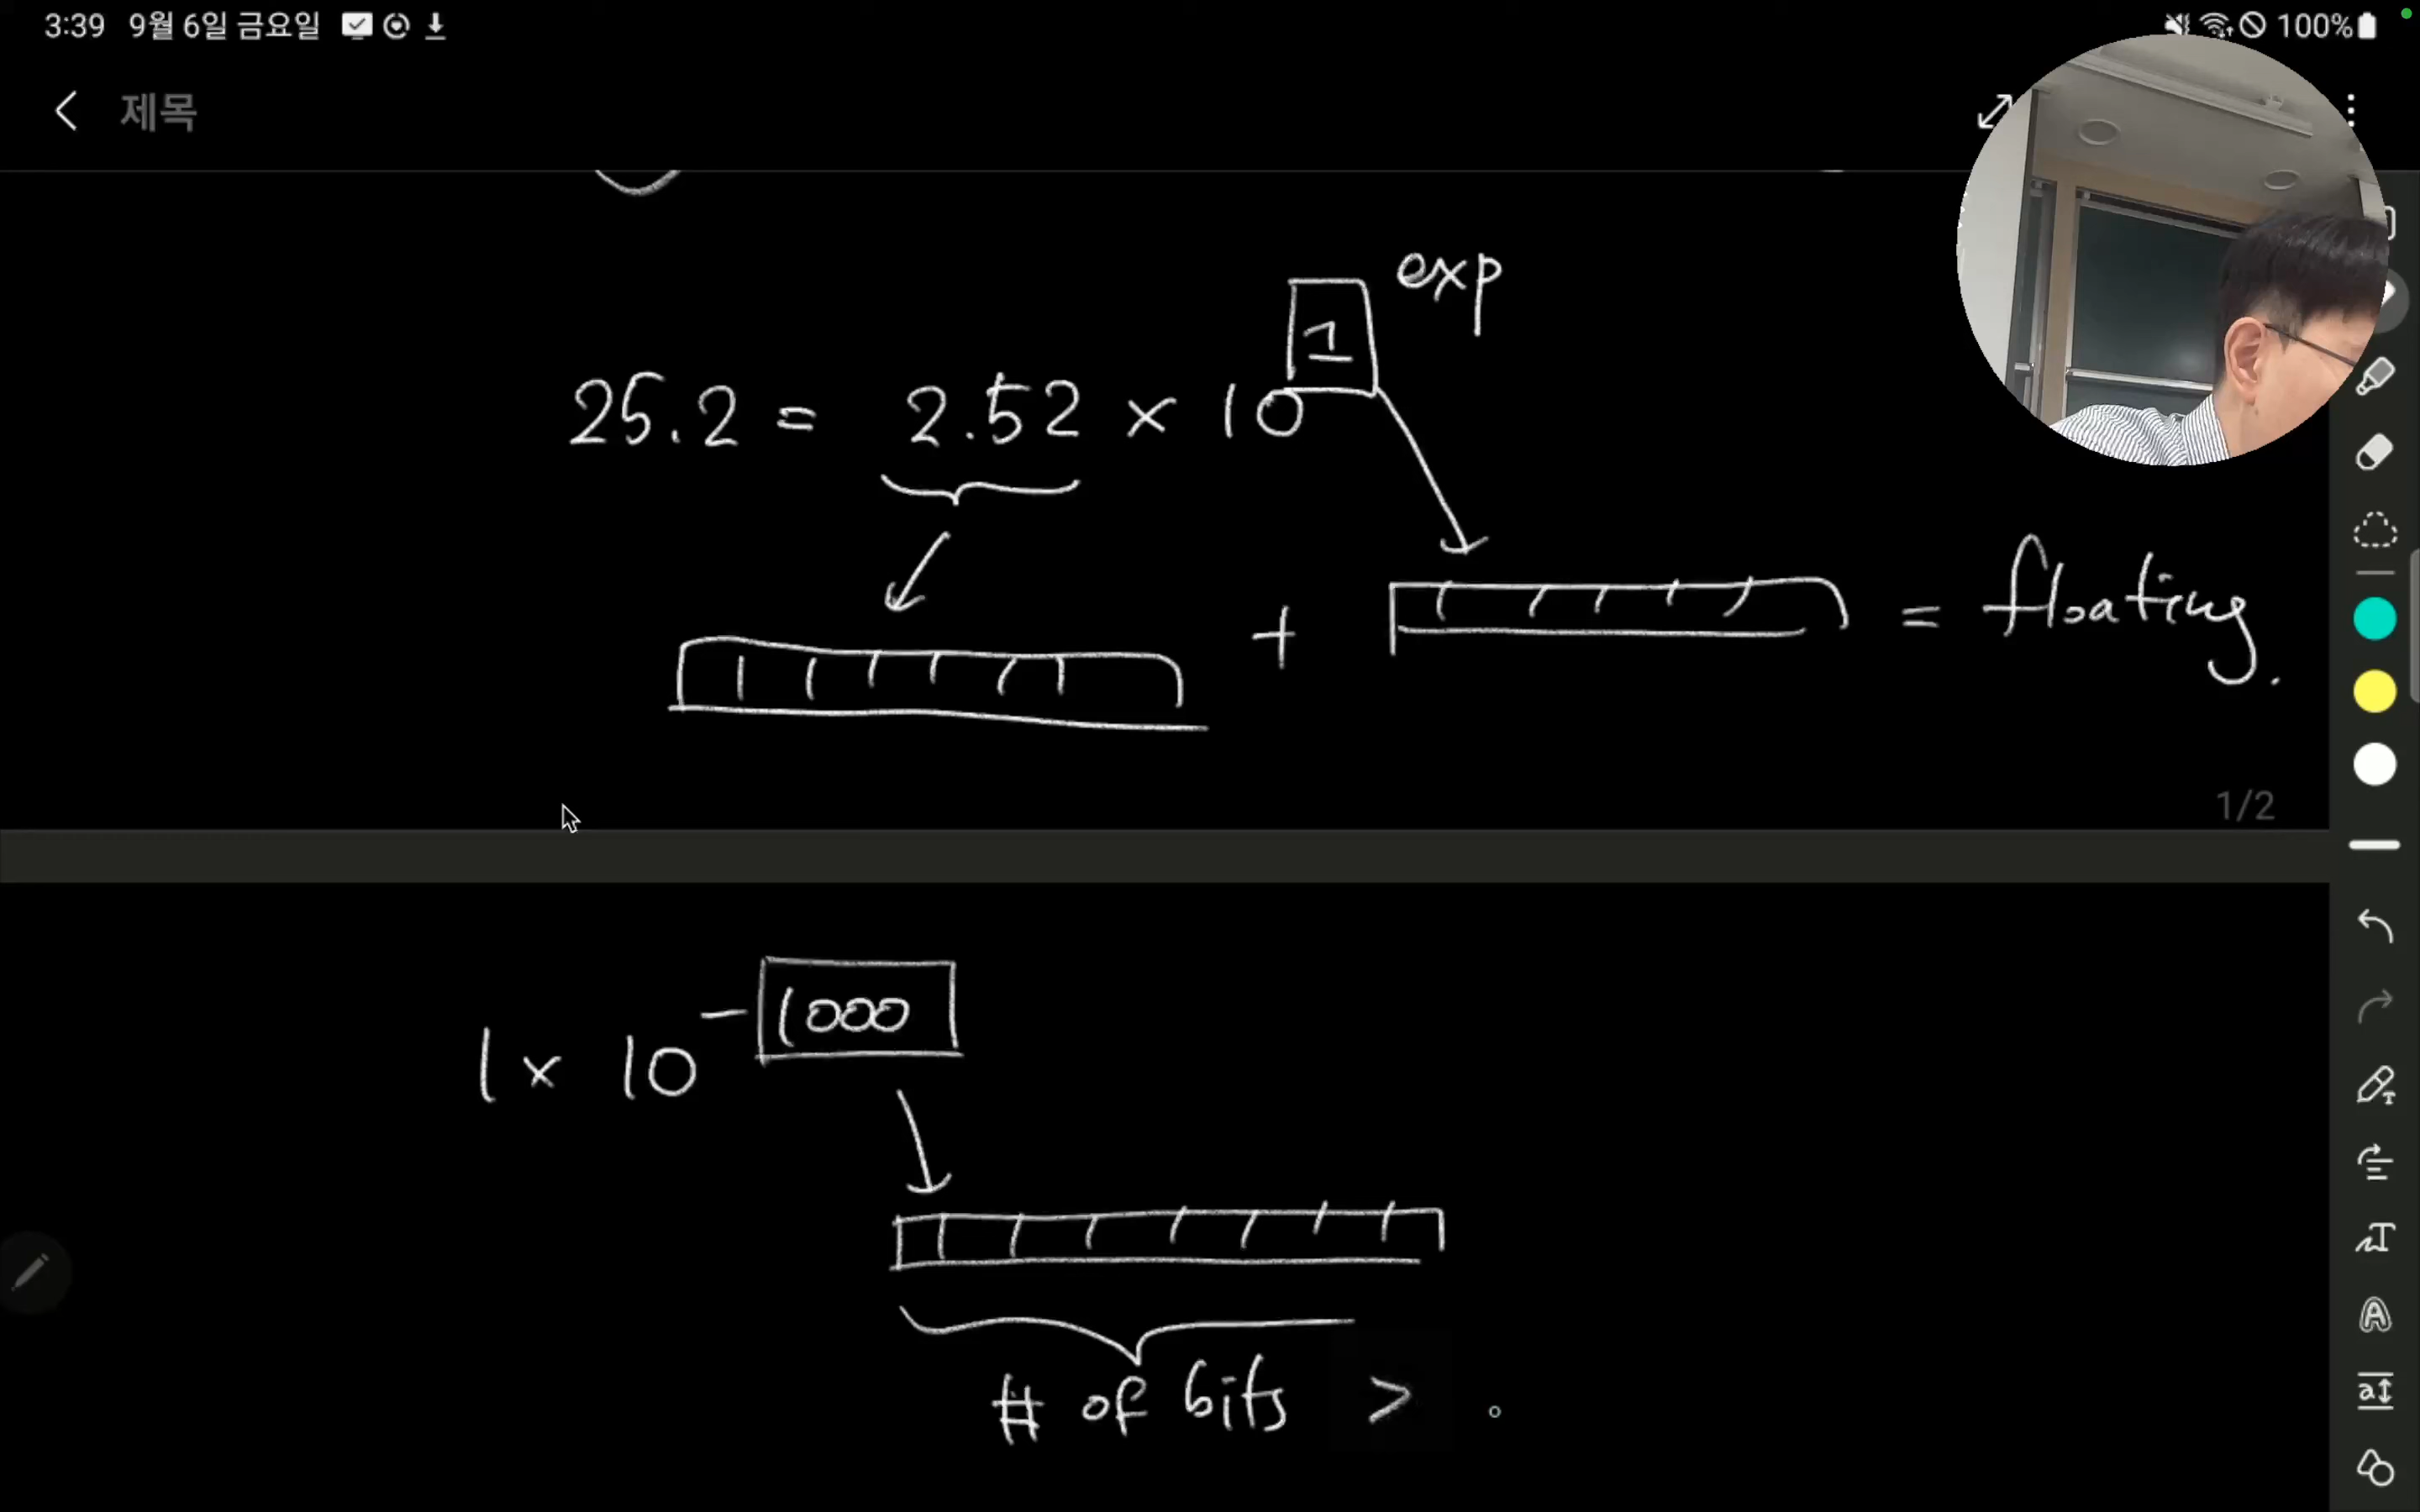 3:39 9월 6일 금요일 100%
제목
exp
25.2 = 2.52 × 10^1
+ = floating.
1/2
1 × 10^-1000
# of bits >